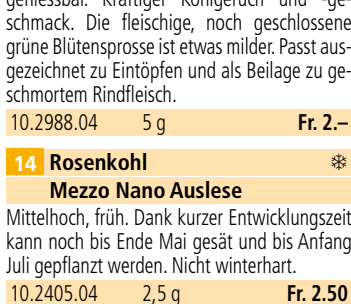 geniessbar. Kräftiger Kohlgeruch und -ge-
schmack. Die fleischige, noch geschlossene
grüne Blütensprosse ist etwas milder. Passt aus-
gezeichnet zu Eintöpfen und als Beilage zu ge-
schmortem Rindfleisch.
10.2988.04 5 g Fr. 2.–
14 Rosenkohl ❄
Mezzo Nano Auslese
Mittelhoch, früh. Dank kurzer Entwicklungszeit
kann noch bis Ende Mai gesät und bis Anfang
Juli gepflanzt werden. Nicht winterhart.
10.2405.04 2,5 g Fr. 2.50